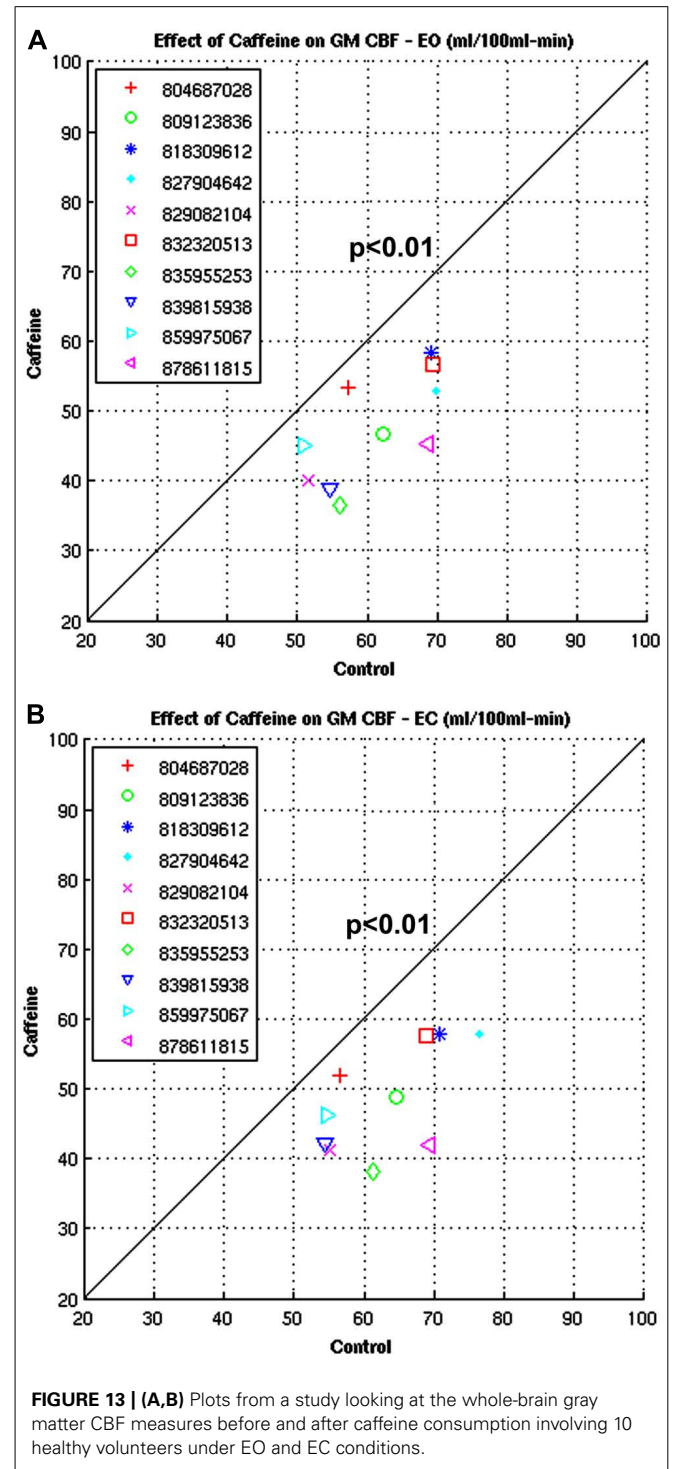 A
Effect of Caffeine on GM CBF - EO (ml/100ml-min)
100
90
80
70
60
50
40
30
20
Caffeine
804687028
809123836
818309612
827904642
829082104
832320513
835955253
839815938
859975067
878611815
p<0.01
20 30 40 50 60 70 80 90 100
Control
B
Effect of Caffeine on GM CBF - EC (ml/100ml-min)
100
90
80
70
60
50
40
30
20
Caffeine
804687028
809123836
818309612
827904642
829082104
832320513
835955253
839815938
859975067
878611815
p<0.01
20 30 40 50 60 70 80 90 100
Control
FIGURE 13 | (A,B) Plots from a study looking at the whole-brain gray
matter CBF measures before and after caffeine consumption involving 10
healthy volunteers under EO and EC conditions.